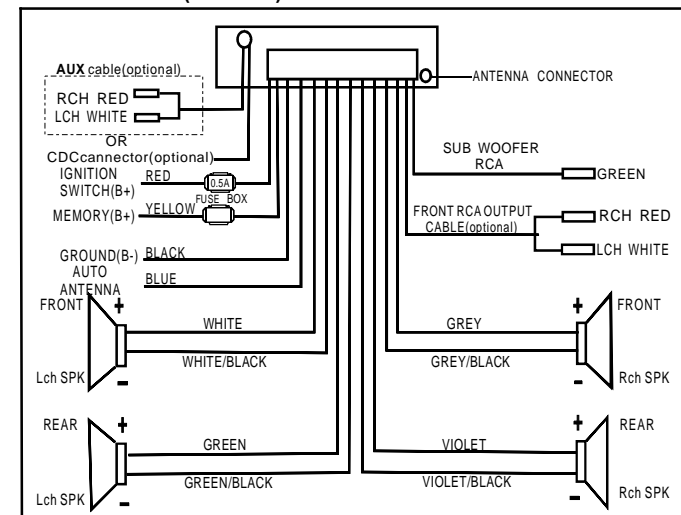 AUX cable(optional)
RCH RED
LCH WHITE
OR
CDCcannector(optional)
IGNITION
SWITCH(B+)
RED
0.5A
FUSE BOX
MEMORY(B+)
YELLOW
GROUND(B-)
BLACK
AUTO
ANTENNA
BLUE
ANTENNA CONNECTOR
SUB WOOFER
RCA
GREEN
FRONT RCA OUTPUT
CABLE(optional)
RCH RED
LCH WHITE
FRONT
+
WHITE
WHITE/BLACK
-
Lch SPK
GREY
GREY/BLACK
+
FRONT
-
Rch SPK
REAR
+
GREEN
GREEN/BLACK
-
Lch SPK
VIOLET
VIOLET/BLACK
+
REAR
-
Rch SPK